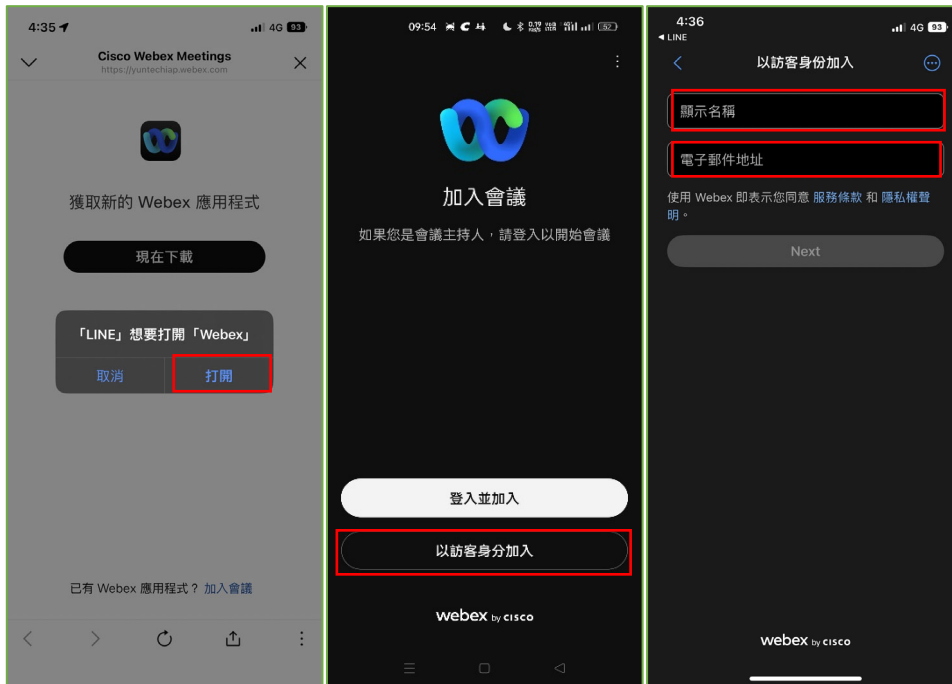 4:35
4G 93
Cisco Webex Meetings
https://yuntechiap.webex.com
獲取新的 Webex 應用程式
現在下載
「LINE」想要打開「Webex」
取消
打開
已有 Webex 應用程式？ 加入會議
09:54
52
加入會議
如果您是會議主持人，請登入以開始會議
登入並加入
以訪客身分加入
webex by cisco
4:36
4G 93
LINE
以訪客身份加入
顯示名稱
電子郵件地址
使用 Webex 即表示您同意 服務條款 和 隱私權聲
明。
Next
webex by cisco